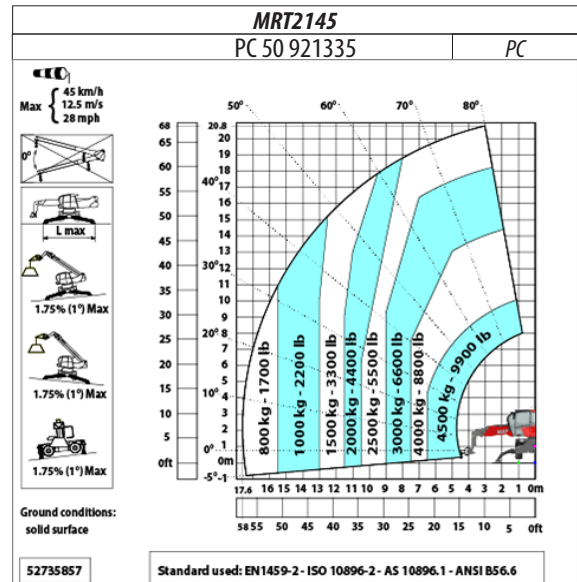 MRT2145
PC 50 921335 PC
Max
45 km/h
12.5 m/s
28 mph
0°
L max
1.75% (1°) Max
1.75% (1°) Max
1.75% (1°) Max
Ground conditions:
solid surface
52735857
50° 60° 70° 80°
40°
30°
20°
10°
0°
-5°
68
65
60
55
50
45
40
35
30
25
20
15
10
5
0ft
20.8
20
19
18
17
16
15
14
13
12
11
10
9
8
7
6
5
4
3
2
1
0m
-1
800 kg - 1700 lb
1000 kg - 2200 lb
1500 kg - 3300 lb
2000 kg - 4400 lb
2500 kg - 5500 lb
3000 kg - 6600 lb
4000 kg - 8800 lb
4500 kg - 9900 lb
17.6 16 15 14 13 12 11 10 9 8 7 6 5 4 3 2 1 0m
58 55 50 45 40 35 30 25 20 15 10 5 0ft
Standard used: EN1459-2 - ISO 10896-2 - AS 10896.1 - ANSI B56.6